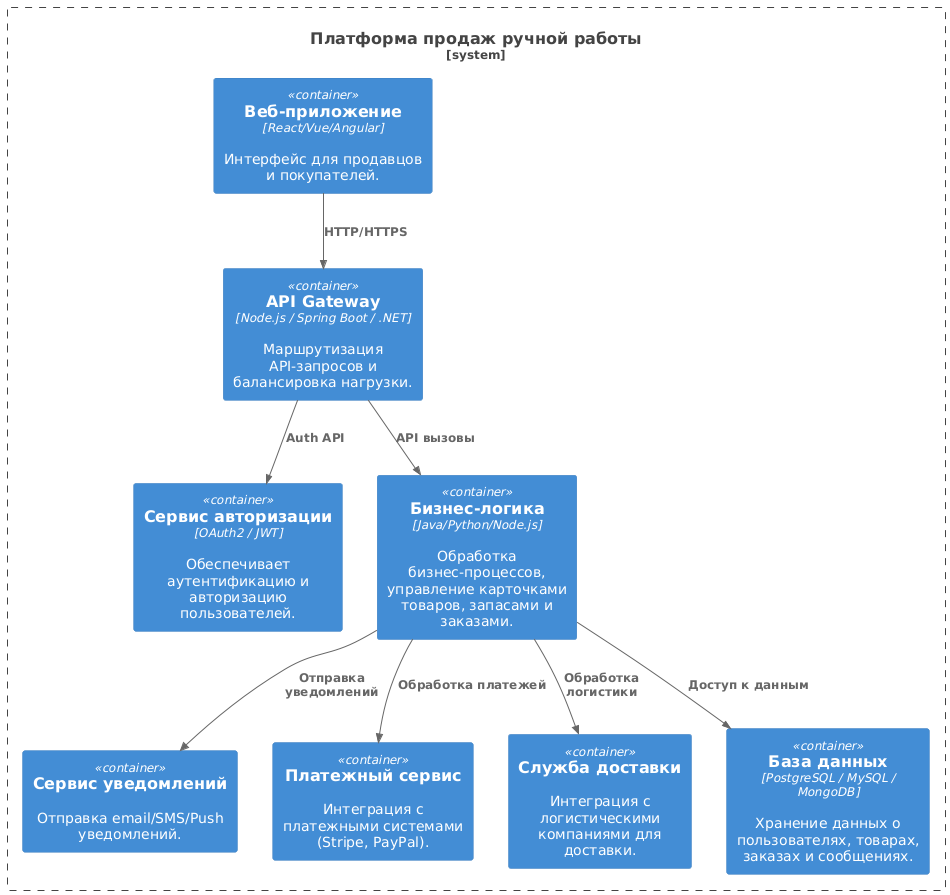 Платформа продаж ручной работы
[system]
«container»
Веб-приложение
[React/Vue/Angular]
Интерфейс для продавцов
и покупателей.
HTTP/HTTPS
«container»
API Gateway
[Node.js / Spring Boot / .NET]
Маршрутизация
API-запросов и
балансировка нагрузки.
Auth API
API вызовы
«container»
Сервис авторизации
[OAuth2 / JWT]
Обеспечивает
аутентификацию и
авторизацию
пользователей.
«container»
Бизнес-логика
[Java/Python/Node.js]
Обработка
бизнес-процессов,
управление карточками
товаров, запасами и
заказами.
Отправка
уведомлений
Обработка платежей
Обработка
логистики
Доступ к данным
«container»
Сервис уведомлений
Отправка email/SMS/Push
уведомлений.
«container»
Платежный сервис
Интеграция с
платежными системами
(Stripe, PayPal).
«container»
Служба доставки
Интеграция с
логистическими
компаниями для
доставки.
«container»
База данных
[PostgreSQL / MySQL /
MongoDB]
Хранение данных о
пользователях, товарах,
заказах и сообщениях.